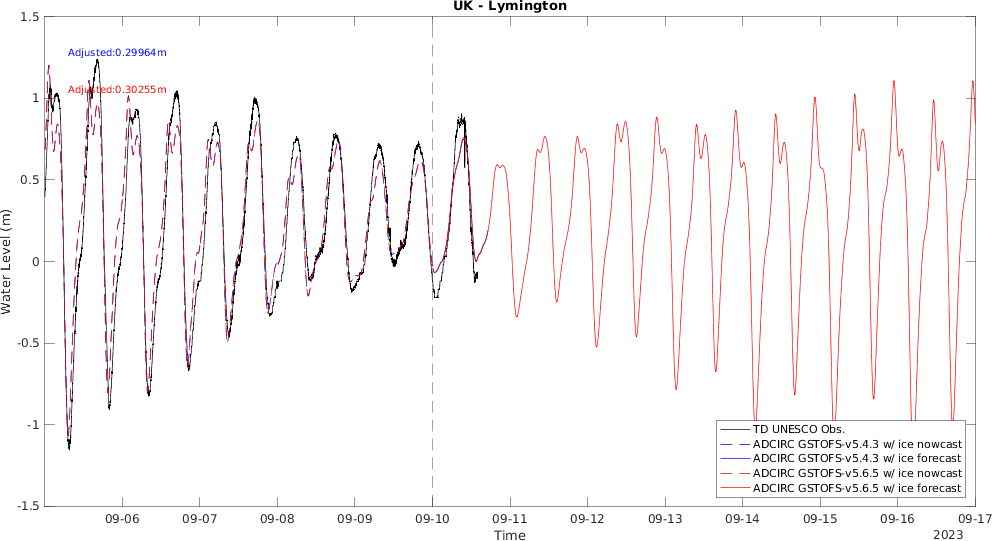 UK - Lymington
1.5
1
0.5
0
-0.5
-1
-1.5
Water Level (m)
Adjusted:0.29964m
Adjusted:0.30255m
TD UNESCO Obs.
ADCIRC GSTOFS-v5.4.3 w/ ice nowcast
ADCIRC GSTOFS-v5.4.3 w/ ice forecast
ADCIRC GSTOFS-v5.6.5 w/ ice nowcast
ADCIRC GSTOFS-v5.6.5 w/ ice forecast
09-06 09-07 09-08 09-09 09-10 09-11 09-12 09-13 09-14 09-15 09-16 09-17
Time
2023